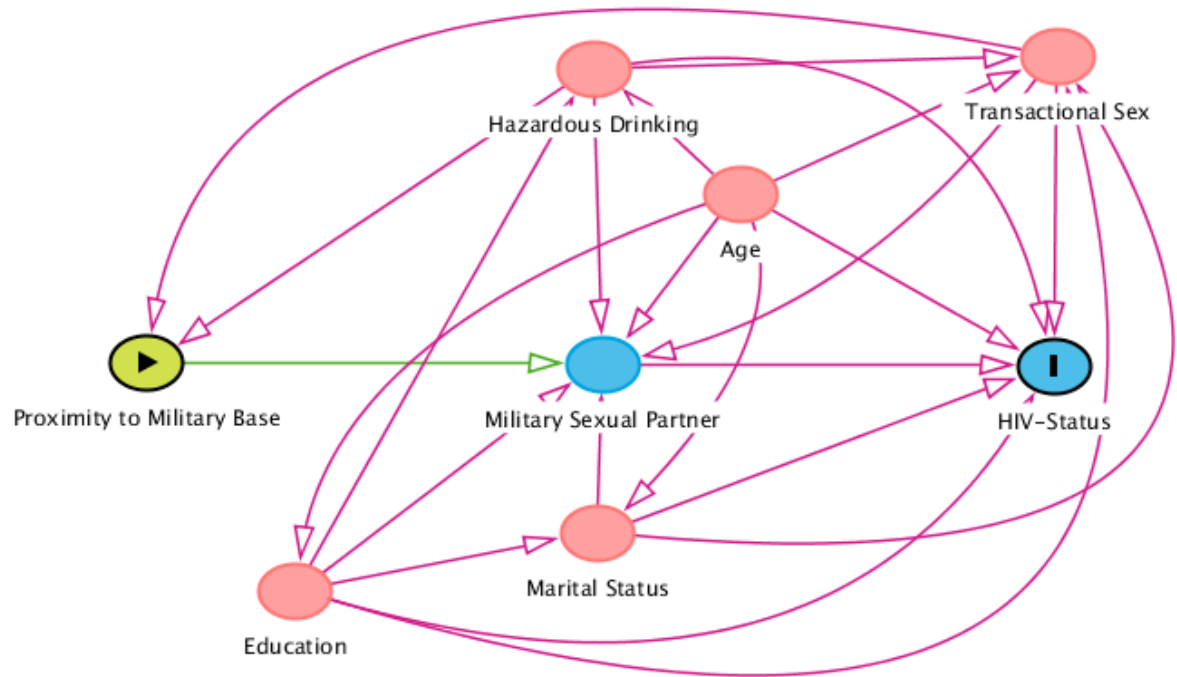 Transactional Sex
Hazardous Drinking
Age
Proximity to Military Base
Military Sexual Partner
HIV-Status
Marital Status
Education